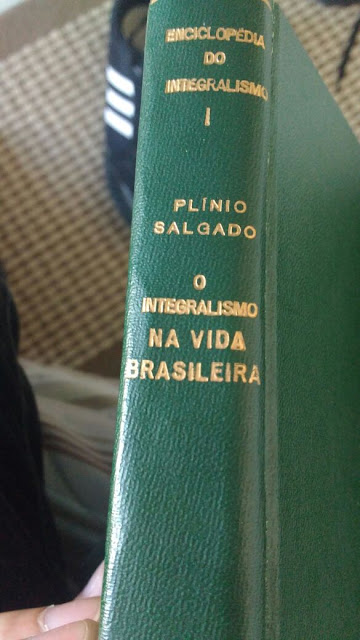 ENCICLOPÉDIA
DO
INTEGRALISMO
I
PLÍNIO
SALGADO
O
INTEGRALISMO
NA VIDA
BRASILEIRA